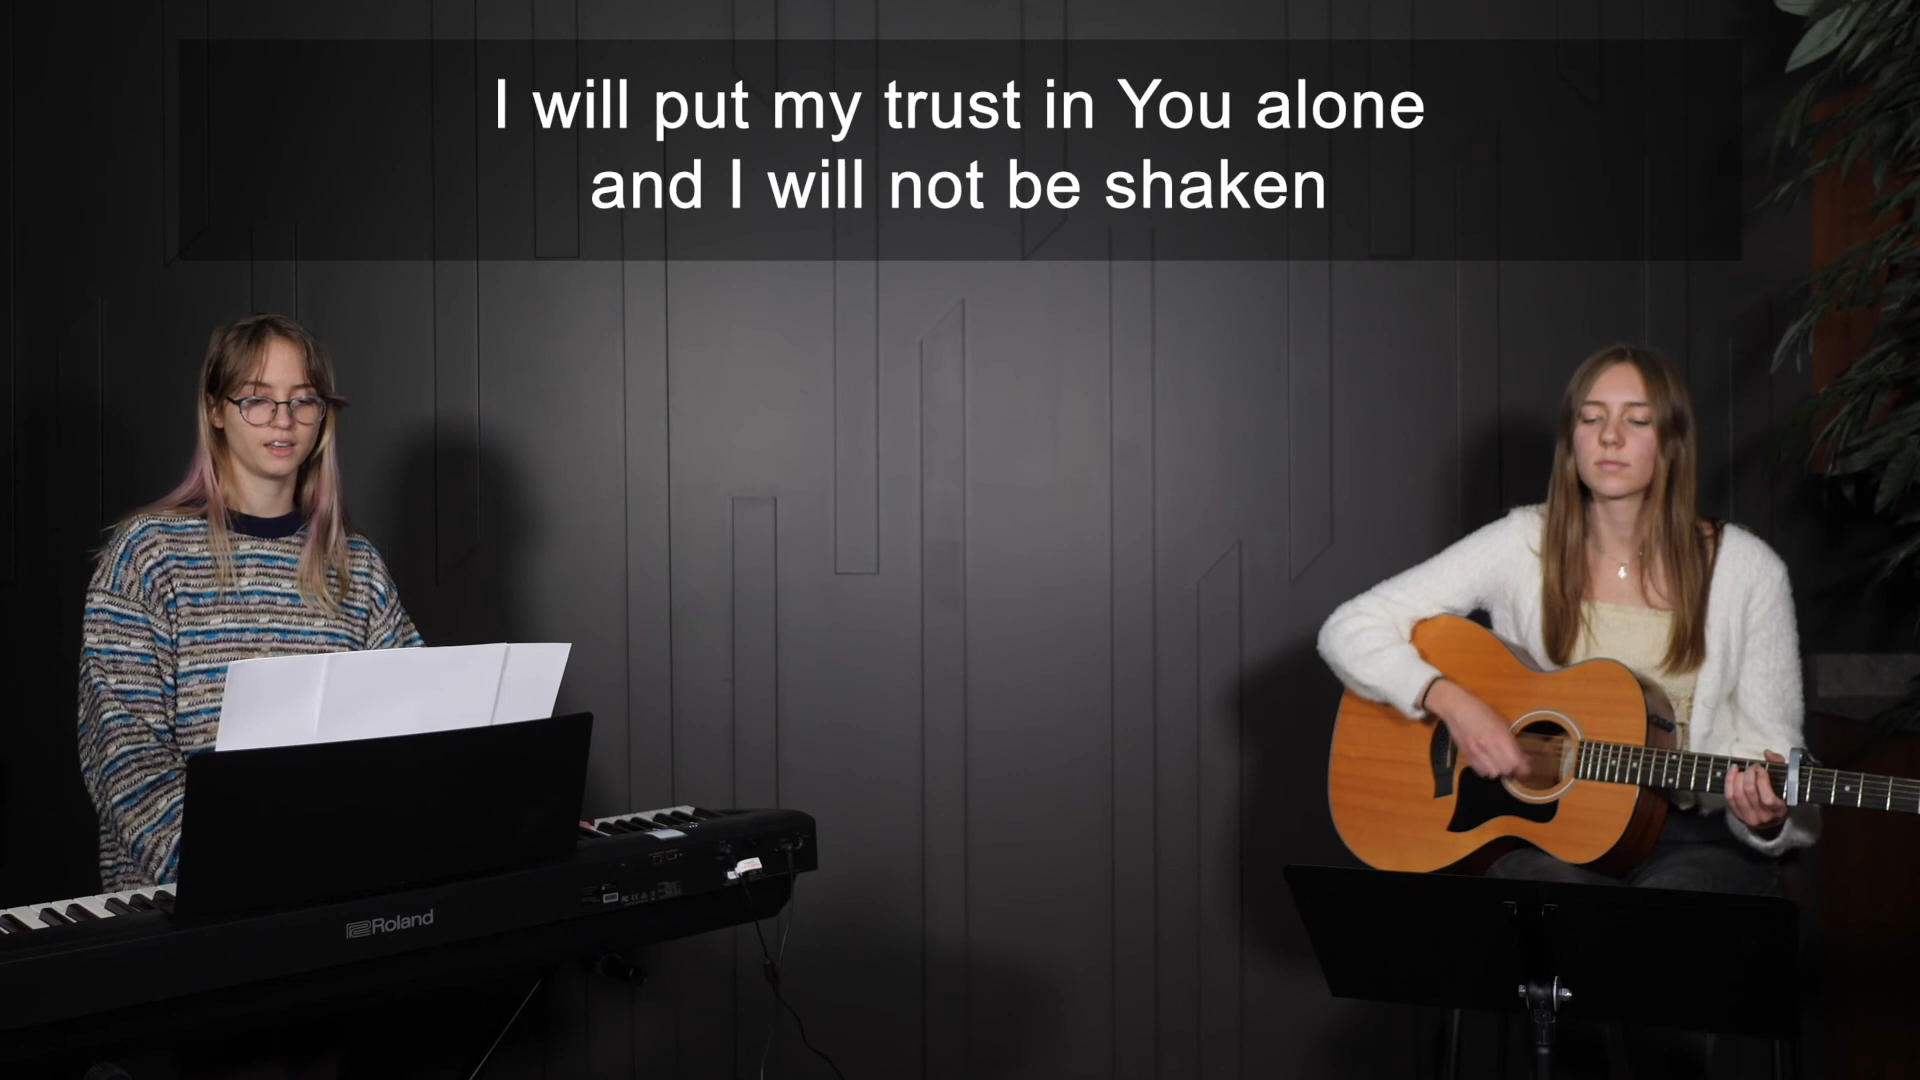 I will put my trust in You alone
and I will not be shaken
Roland